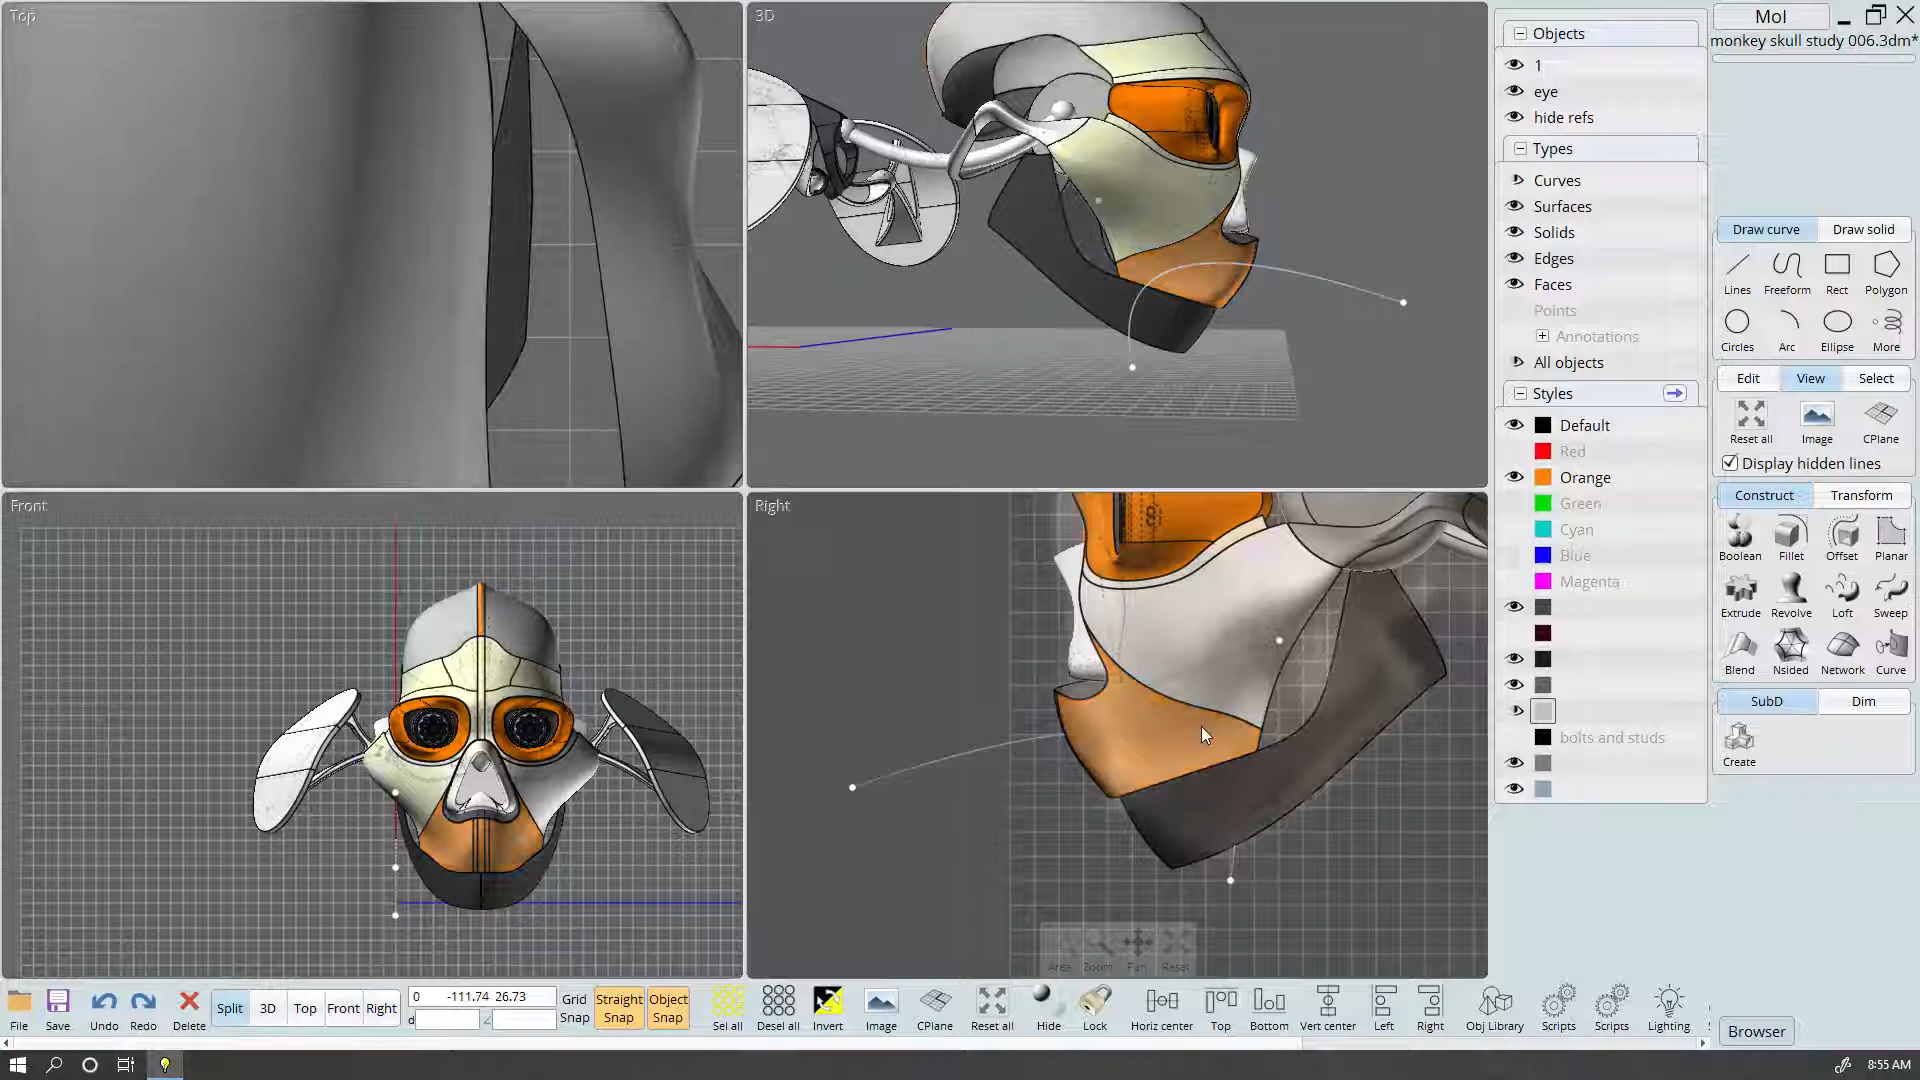 Top
3D
Front
Right
Objects
1
eye
hide refs
Types
Curves
Surfaces
Solids
Edges
Faces
Points
Annotations
All objects
Styles
Default
Red
Orange
Green
Cyan
Blue
Magenta
bolts and studs
MoI
monkey skull study 006.3dm*
Draw curve Draw solid
Lines Freeform Rect Polygon
Circles Arc Ellipse More
Edit View Select
Reset all Image CPlane
Display hidden lines
Construct Transform
Boolean Fillet Offset Planar
Extrude Revolve Loft Sweep
Blend Nsided Network Curve
SubD Dim
Create
Area Zoom Pan Reset
File Save Undo Redo Delete
Split 3D Top Front Right
0 -111.74 26.73
d
Grid Snap
Straight Snap
Object Snap
Sel all Desel all Invert Image CPlane Reset all Hide Lock Horiz center Top Bottom Vert center Left Right Obj Library Scripts Scripts Lighting
Browser
8:55 AM